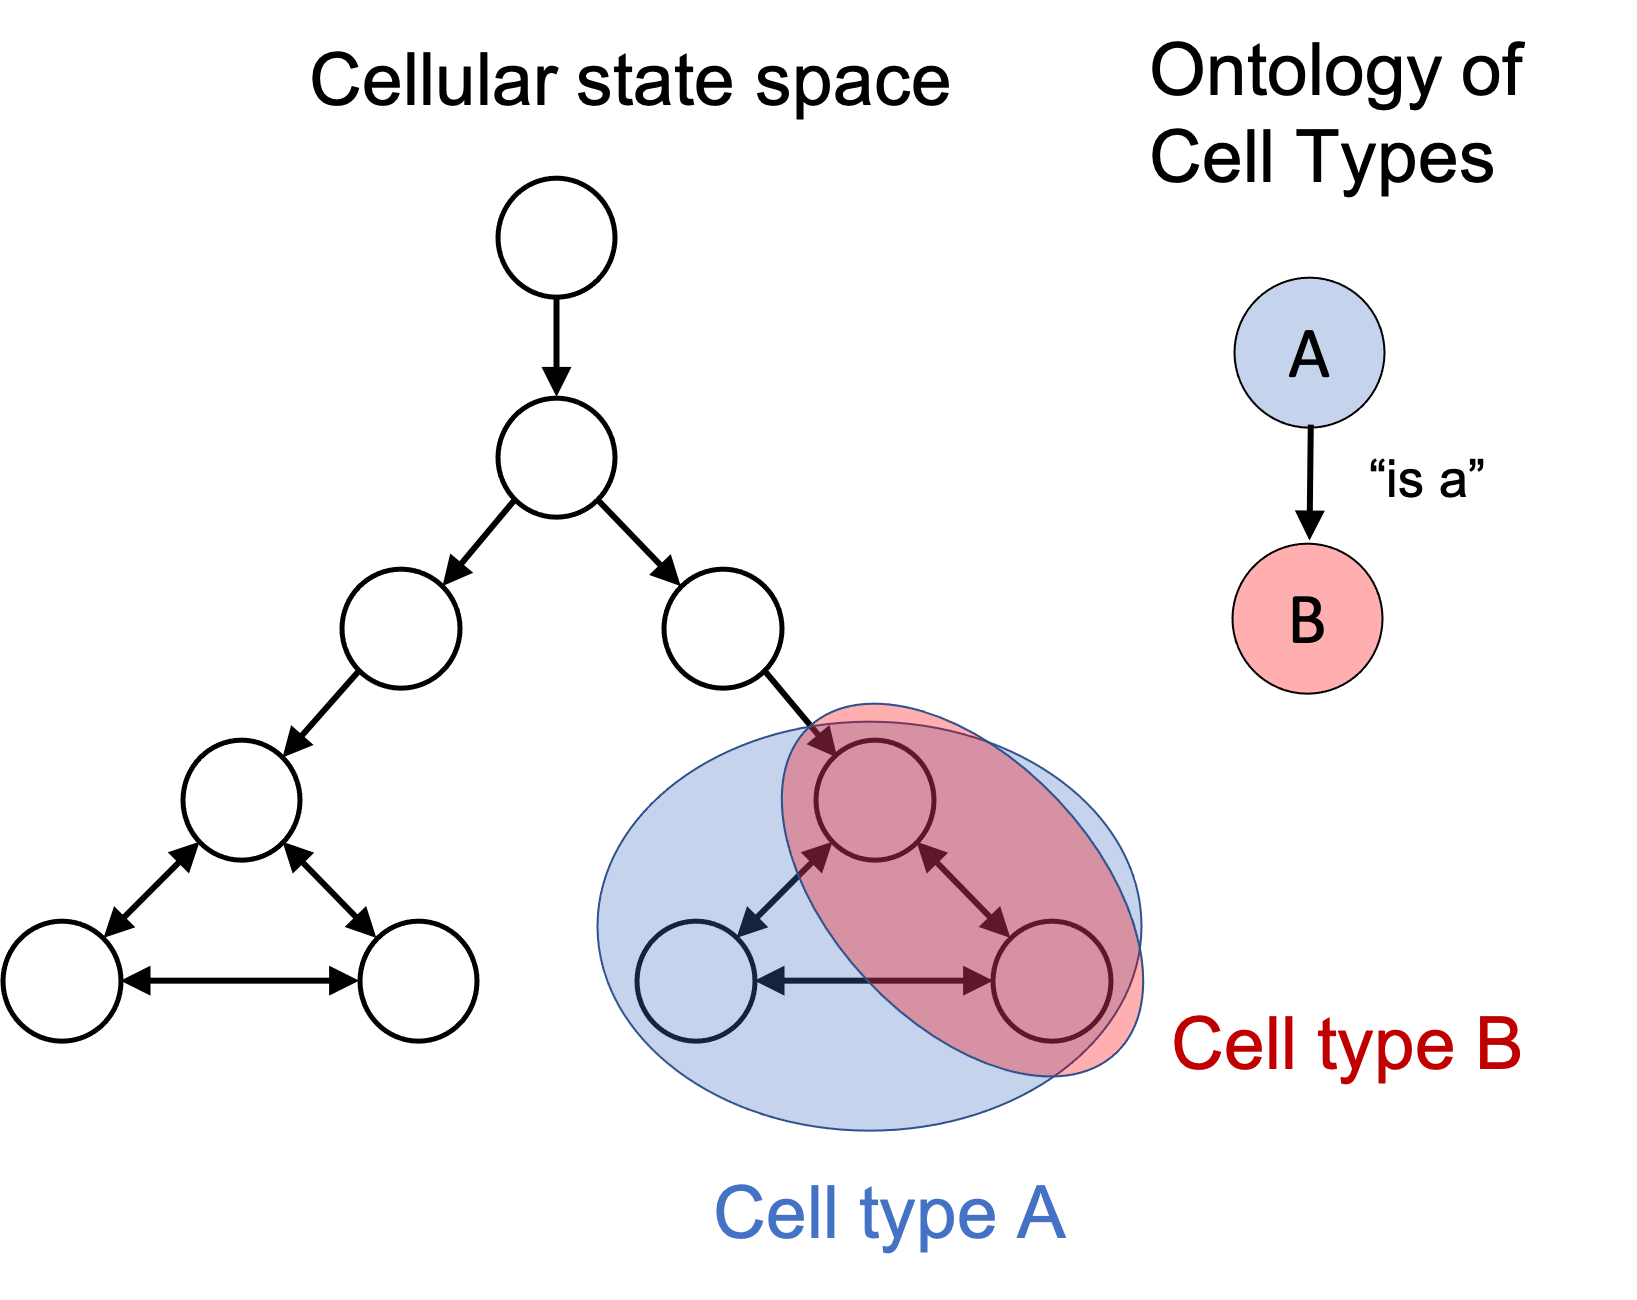 Cellular state space
Ontology of
Cell Types
A
“is a”
B
Cell type B
Cell type A